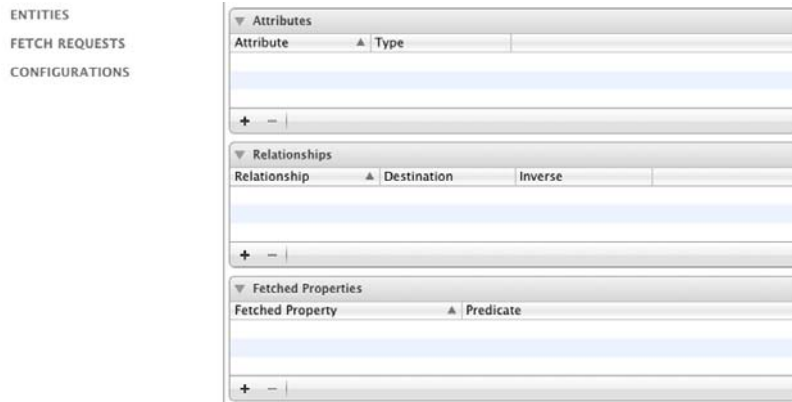 ENTITIES
FETCH REQUESTS
CONFIGURATIONS
Attributes
Attribute Type
Relationships
Relationship Destination Inverse
Fetched Properties
Fetched Property Predicate